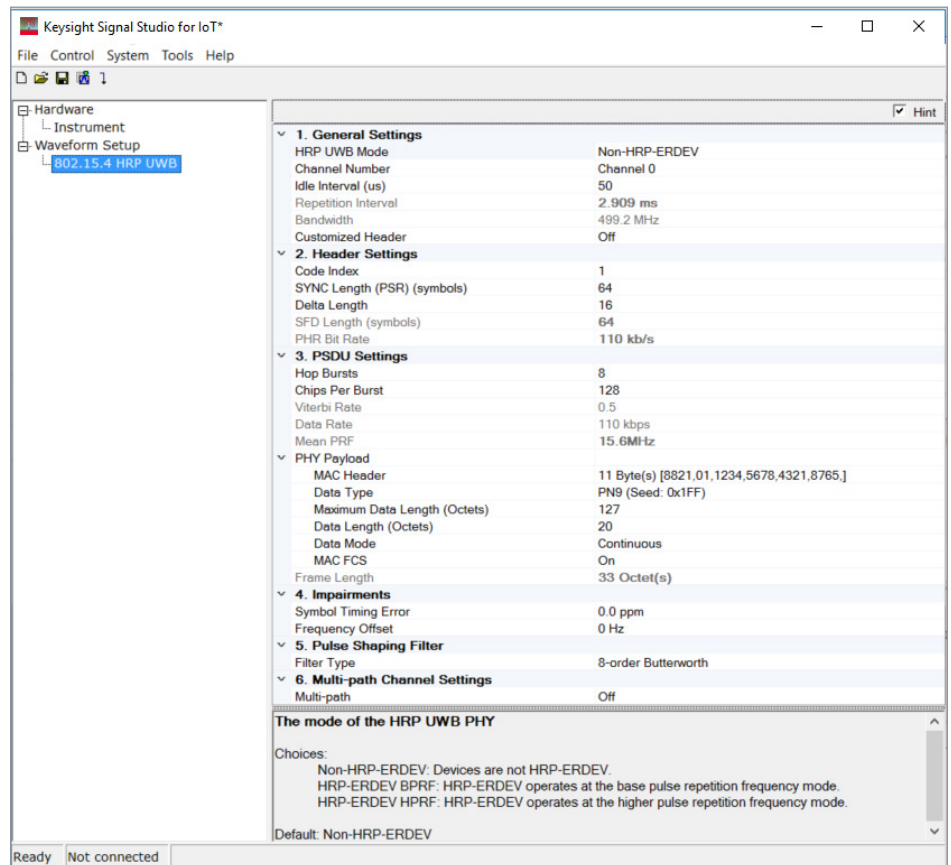 Keysight Signal Studio for IoT*
File Control System Tools Help
Hint
Hardware
Instrument
Waveform Setup
802.15.4 HRP UWB
1. General Settings
HRP UWB Mode Non-HRP-ERDEV
Channel Number Channel 0
Idle Interval (us) 50
Repetition Interval 2.909 ms
Bandwidth 499.2 MHz
Customized Header Off
2. Header Settings
Code Index 1
SYNC Length (PSR) (symbols) 64
Delta Length 16
SFD Length (symbols) 64
PHR Bit Rate 110 kb/s
3. PSDU Settings
Hop Bursts 8
Chips Per Burst 128
Viterbi Rate 0.5
Data Rate 110 kbps
Mean PRF 15.6MHz
PHY Payload
MAC Header 11 Byte(s) [8821,01,1234,5678,4321,8765,]
Data Type PN9 (Seed: 0x1FF)
Maximum Data Length (Octets) 127
Data Length (Octets) 20
Data Mode Continuous
MAC FCS On
Frame Length 33 Octet(s)
4. Impairments
Symbol Timing Error 0.0 ppm
Frequency Offset 0 Hz
5. Pulse Shaping Filter
Filter Type 8-order Butterworth
6. Multi-path Channel Settings
Multi-path Off
The mode of the HRP UWB PHY
Choices:
Non-HRP-ERDEV: Devices are not HRP-ERDEV.
HRP-ERDEV BPRF: HRP-ERDEV operates at the base pulse repetition frequency mode.
HRP-ERDEV HPRF: HRP-ERDEV operates at the higher pulse repetition frequency mode.
Default: Non-HRP-ERDEV
Ready Not connected